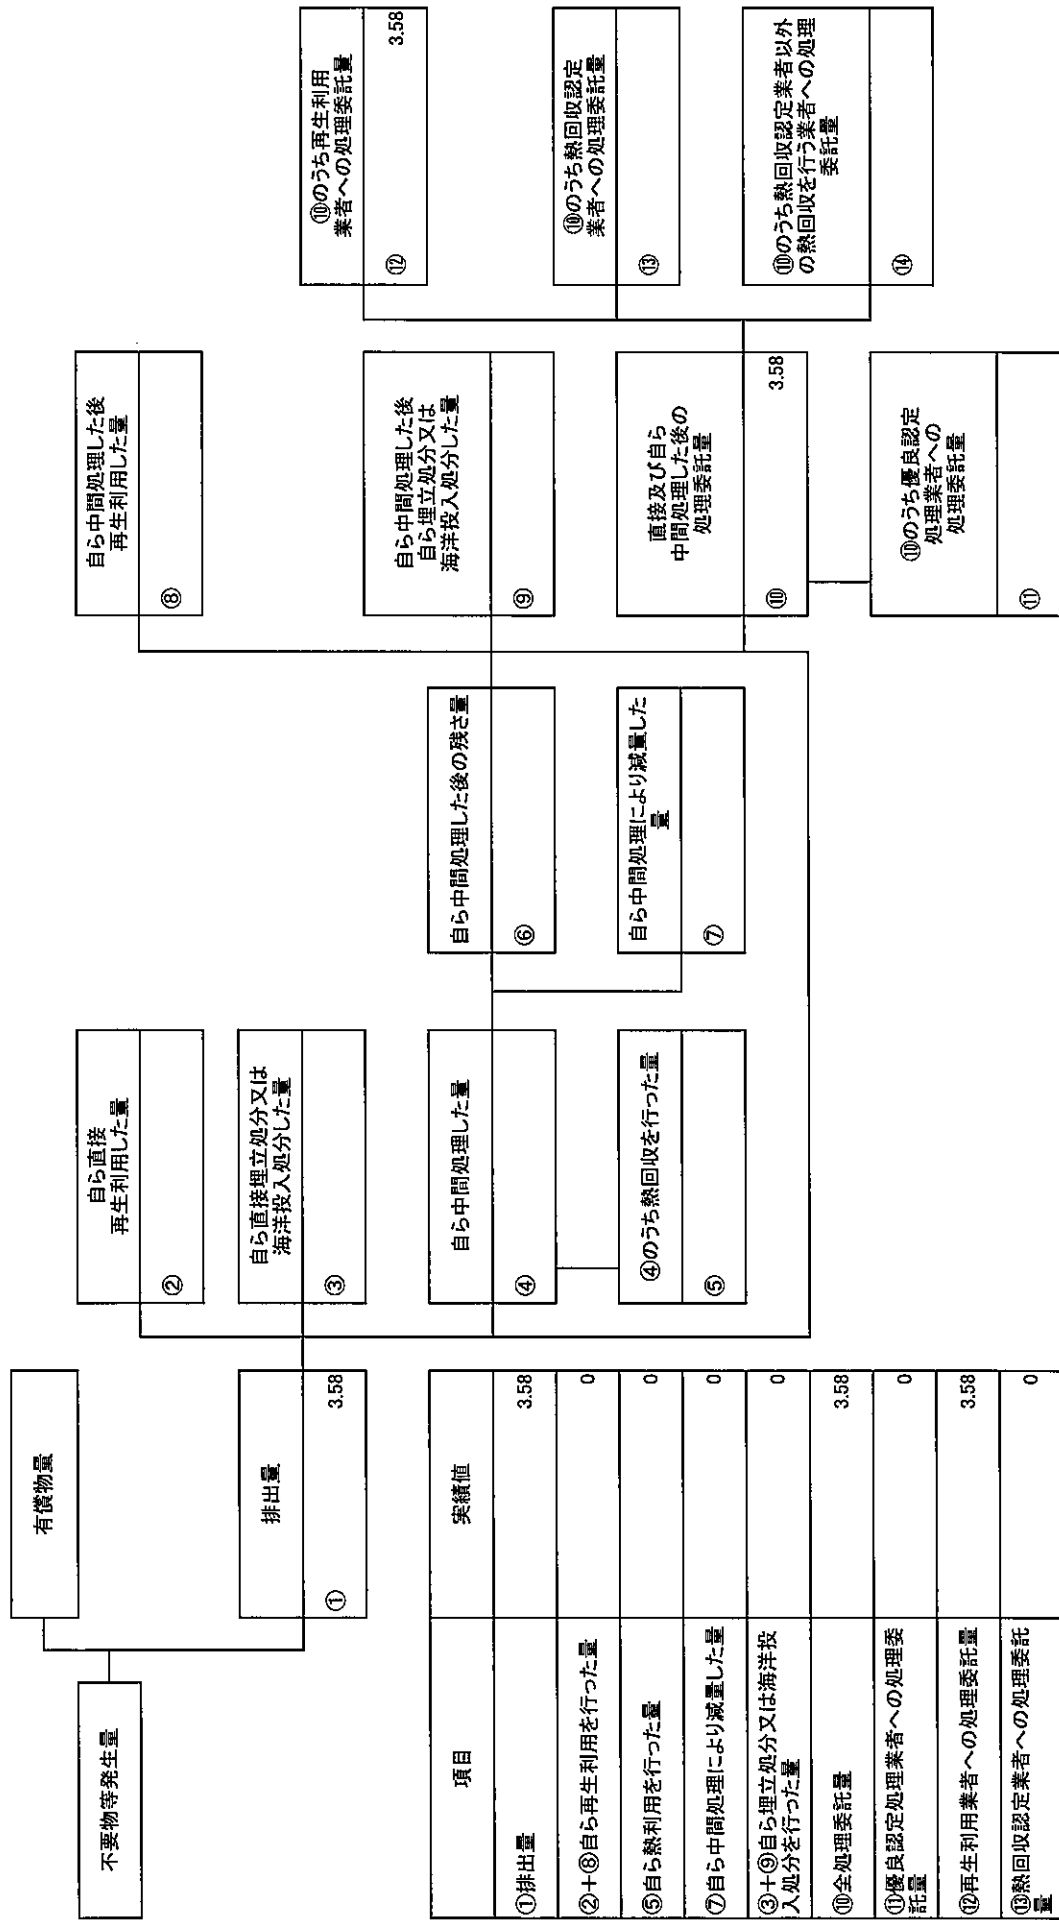 不要物等発生量
有償物量
排出量
①
3.58
自ら直接
再生利用した量
②
自ら直接埋立処分又は
海洋投入処分した量
③
自ら中間処理した量
④
④のうち熱回収を行った量
⑤
自ら中間処理した後の残さ量
⑥
自ら中間処理により減量した
量
⑦
自ら中間処理した後
再生利用した量
⑧
自ら中間処理した後
自ら埋立処分又は
海洋投入処分した量
⑨
直接及び自ら
中間処理した後の
処理委託量
⑩
3.58
⑩のうち優良認定
処理業者への
処理委託量
⑪
⑩のうち再生利用
業者への処理委託量
⑫
3.58
⑩のうち熱回収認定
業者への処理委託量
⑬
⑩のうち熱回収認定業者以外
の熱回収を行う業者への処理
委託量
⑭
項目
実績値
①排出量
3.58
②+⑧自ら再生利用を行った量
0
⑤自ら熱利用を行った量
0
⑦自ら中間処理により減量した量
0
③+⑨自ら埋立処分又は海洋投
入処分を行った量
0
⑩全処理委託量
3.58
⑪優良認定処理業者への処理委
託量
0
⑫再生利用業者への処理委託量
3.58
⑬熱回収認定業者への処理委託
量
0